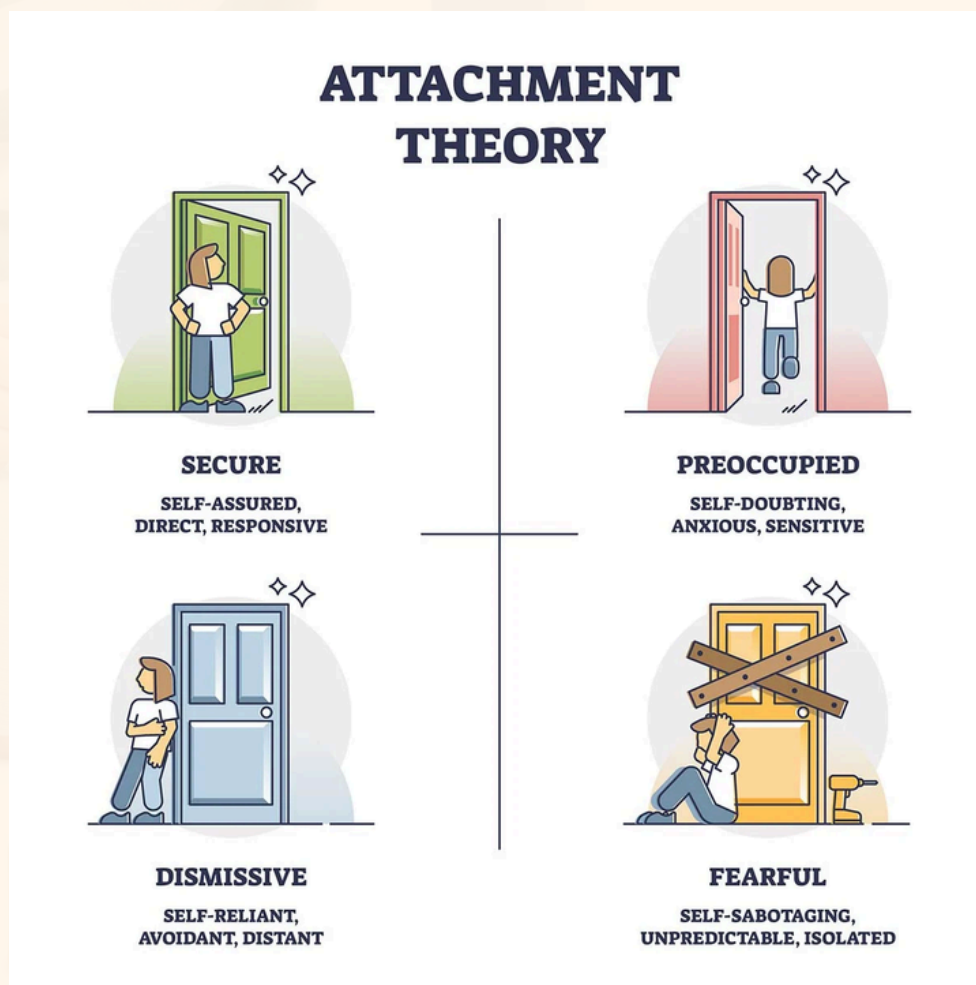 ATTACHMENT
THEORY
SECURE
SELF-ASSURED,
DIRECT, RESPONSIVE
PREOCCUPIED
SELF-DOUBTING,
ANXIOUS, SENSITIVE
DISMISSIVE
SELF-RELIANT,
AVOIDANT, DISTANT
FEARFUL
SELF-SABOTAGING,
UNPREDICTABLE, ISOLATED